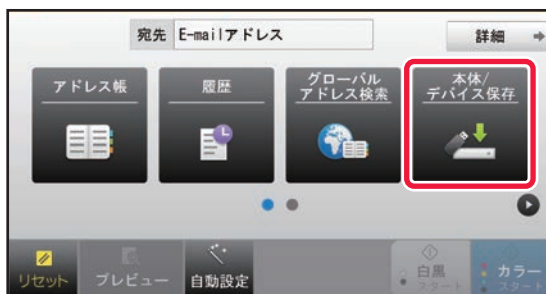 宛先 E-mailアドレス 詳細
アドレス帳
履歴
グローバル
アドレス検索
本体/
デバイス保存
リセット
プレビュー
自動設定
白黒
スタート
カラー
スタート